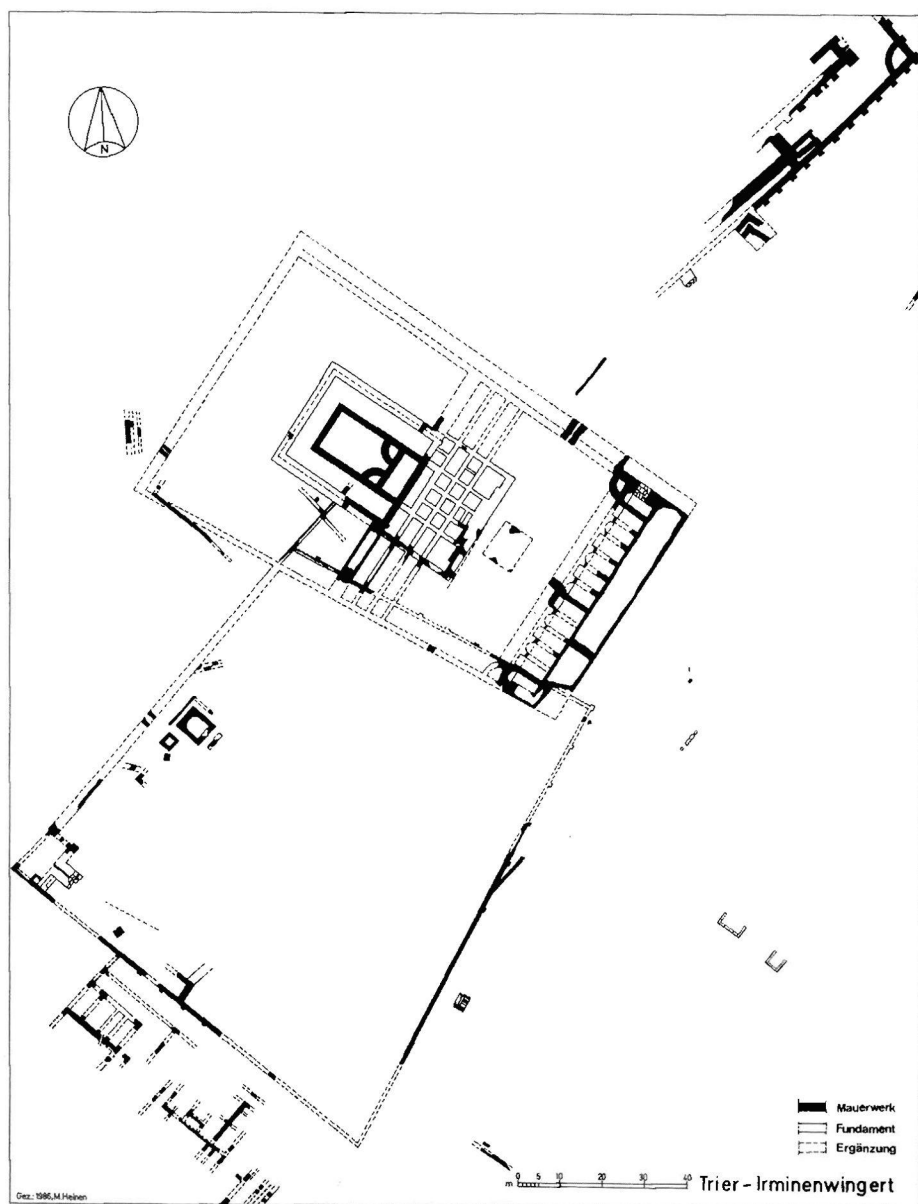 N
Mauerwerk
Fundament
Ergänzung
m 0 5 10 20 30 40 Trier-Irminenwingert
Gez.: 1986, M. Heinen